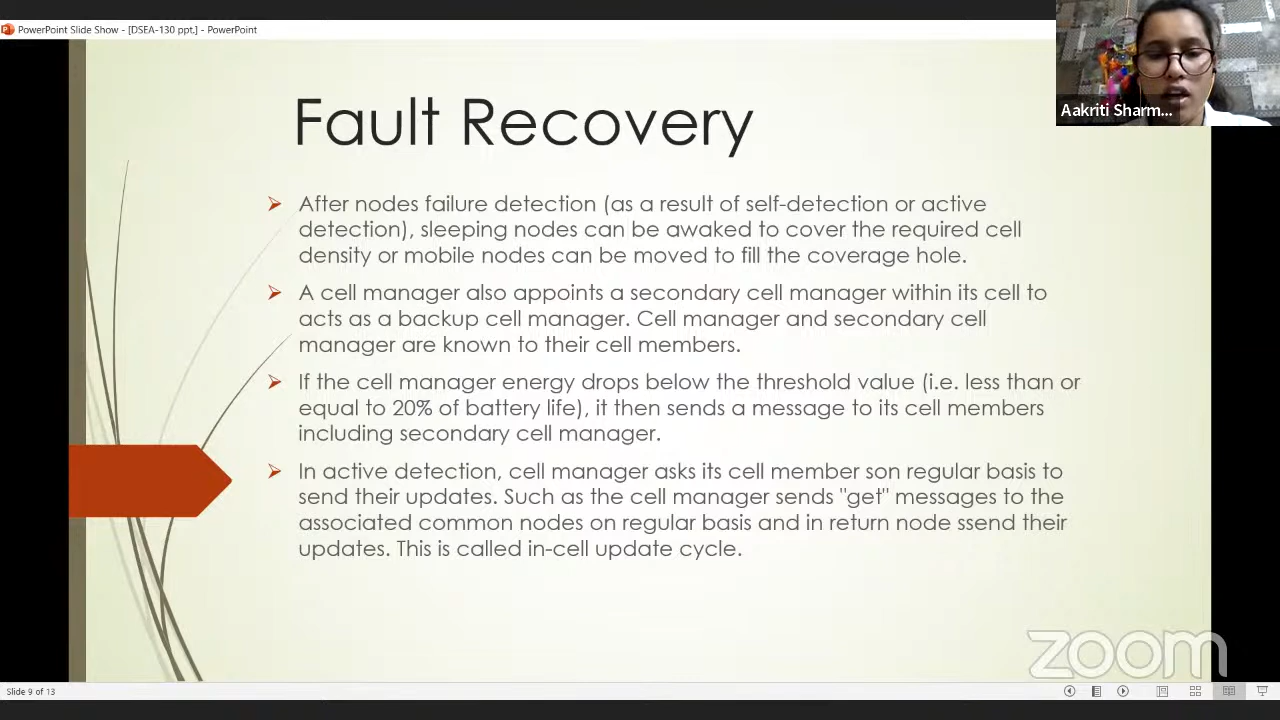 PowerPoint Slide Show - [DSEA-130 ppt.] - PowerPoint
Aakriti Sharm...
Fault Recovery
After nodes failure detection (as a result of self-detection or active
detection), sleeping nodes can be awaked to cover the required cell
density or mobile nodes can be moved to fill the coverage hole.
A cell manager also appoints a secondary cell manager within its cell to
acts as a backup cell manager. Cell manager and secondary cell
manager are known to their cell members.
If the cell manager energy drops below the threshold value (i.e. less than or
equal to 20% of battery life), it then sends a message to its cell members
including secondary cell manager.
In active detection, cell manager asks its cell member son regular basis to
send their updates. Such as the cell manager sends "get" messages to the
associated common nodes on regular basis and in return node ssend their
updates. This is called in-cell update cycle.
zoom
Slide 9 of 13